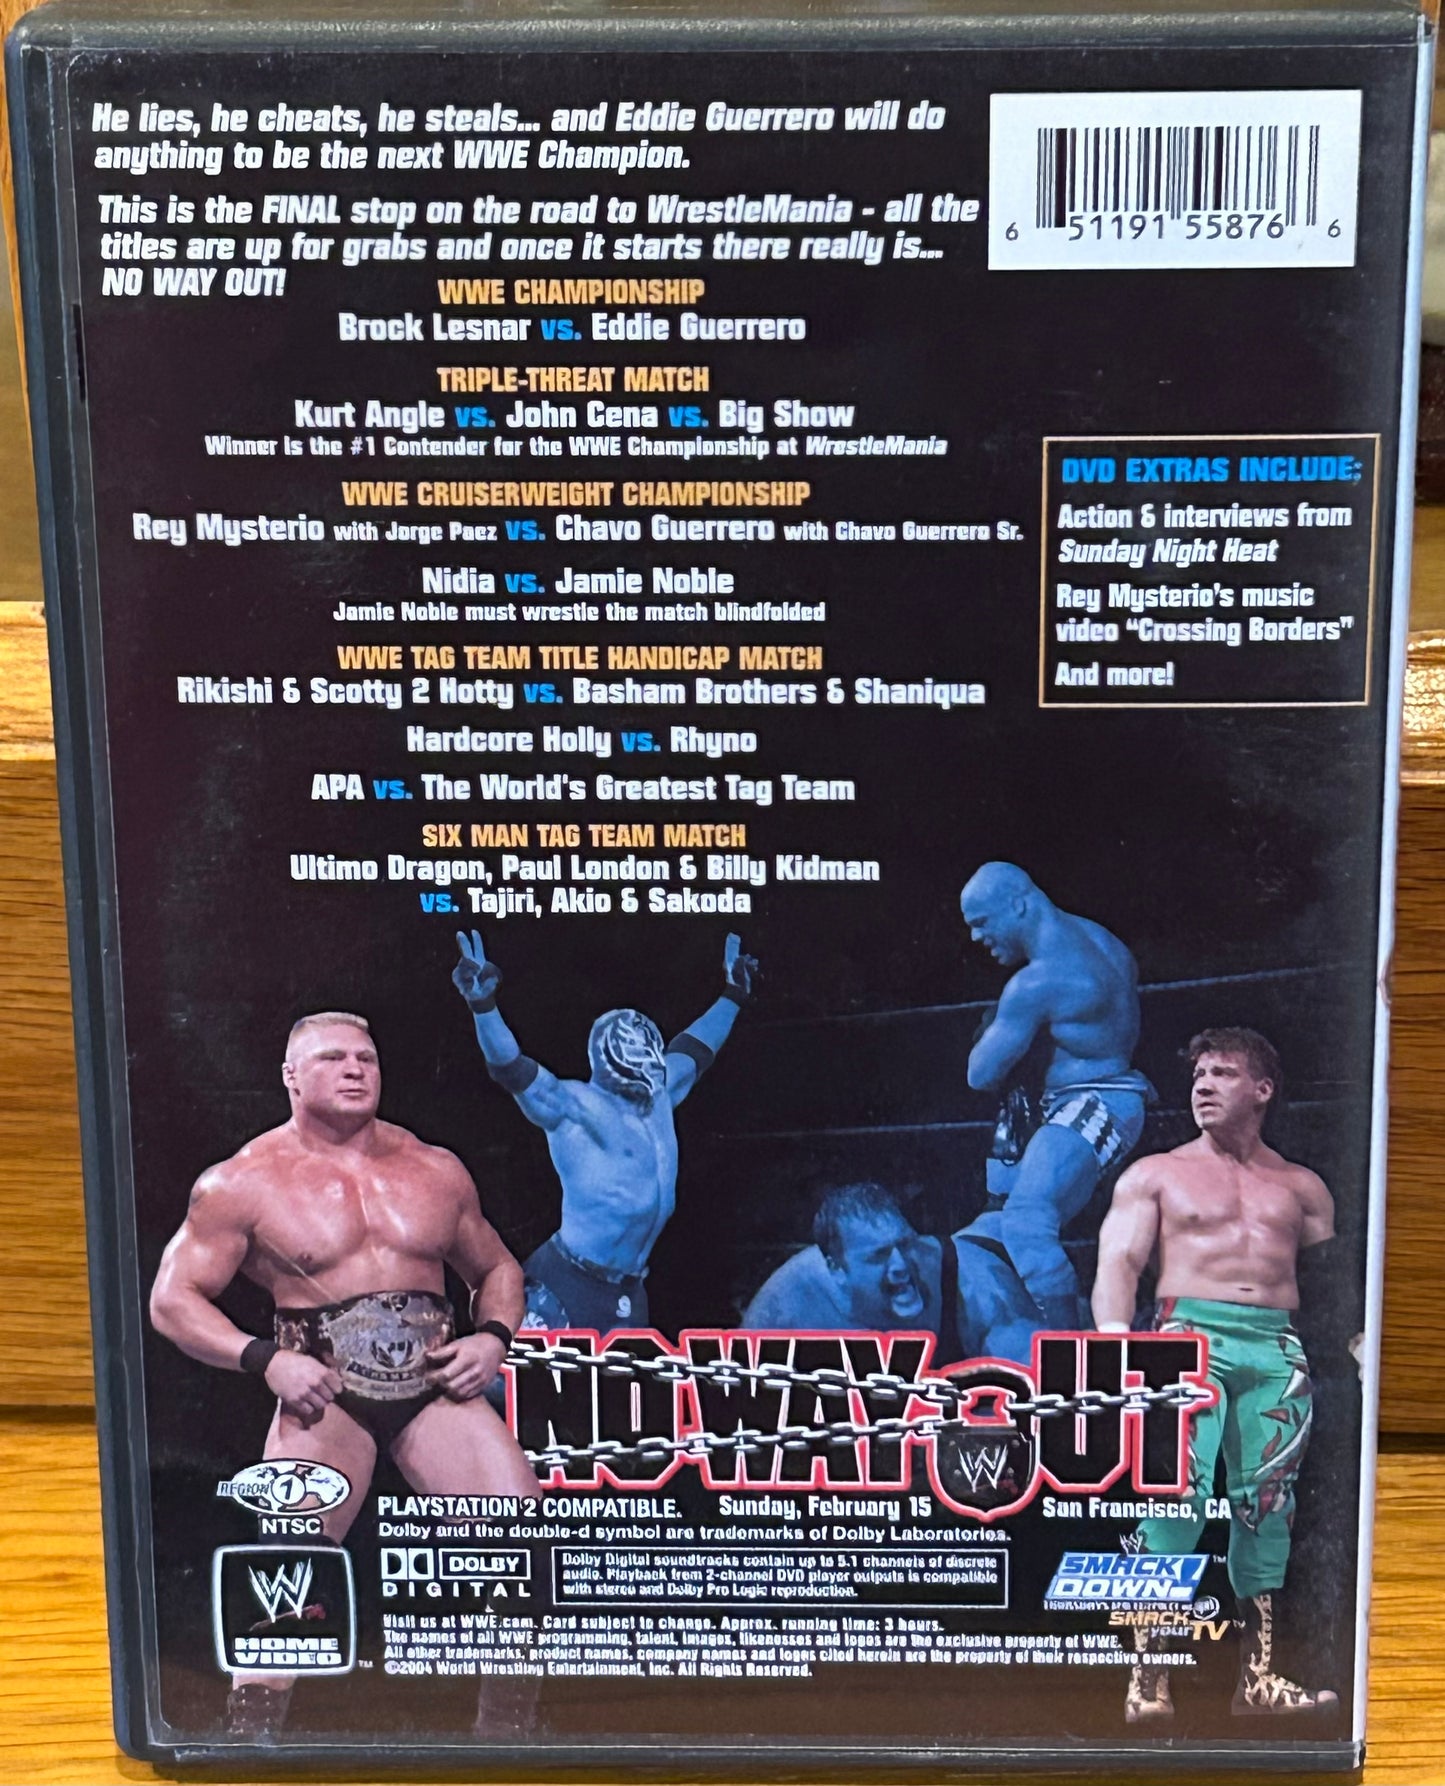 He lies, he cheats, he steals... and Eddie Guerrero will do
anything to be the next WWE Champion.
This is the FINAL stop on the road to WrestleMania - all the
titles are up for grabs and once it starts there really is...
NO WAY OUT!
6 51191 55876 6
WWE CHAMPIONSHIP
Brock Lesnar vs. Eddie Guerrero
TRIPLE-THREAT MATCH
Kurt Angle vs. John Cena vs. Big Show
Winner is the #1 Contender for the WWE Championship at WrestleMania
WWE CRUISERWEIGHT CHAMPIONSHIP
Rey Mysterio with Jorge Paez vs. Chavo Guerrero with Chavo Guerrero Sr.
Nidia vs. Jamie Noble
Jamie Noble must wrestle the match blindfolded
WWE TAG TEAM TITLE HANDICAP MATCH
Rikishi & Scotty 2 Hotty vs. Basham Brothers & Shaniqua
Hardcore Holly vs. Rhyno
APA vs. The World's Greatest Tag Team
SIX MAN TAG TEAM MATCH
Ultimo Dragon, Paul London & Billy Kidman
vs. Tajiri, Akio & Sakoda
DVD EXTRAS INCLUDE:
Action & interviews from
Sunday Night Heat
Rey Mysterio's music
video "Crossing Borders"
And more!
NO WAY OUT
REGION 1
NTSC
PLAYSTATION 2 COMPATIBLE. Sunday, February 15 San Francisco, CA
Dolby and the double-d symbol are trademarks of Dolby Laboratories.
DOLBY
DIGITAL
Dolby Digital soundtracks contain up to 5.1 channels of discrete
audio. Playback from 2-channel DVD player outputs is compatible
with stereo and Dolby Pro Logic reproduction.
SMACK
DOWN!
SMACK
your TV
W
HOME
VIDEO
Visit us at WWE.com. Card subject to change. Approx. running time: 3 hours.
The names of all WWE programming, talent, images, likenesses and logos are the exclusive property of WWE.
All other trademarks, product names, company names and logos cited herein are the property of their respective owners.
©2004 World Wrestling Entertainment, Inc. All Rights Reserved.